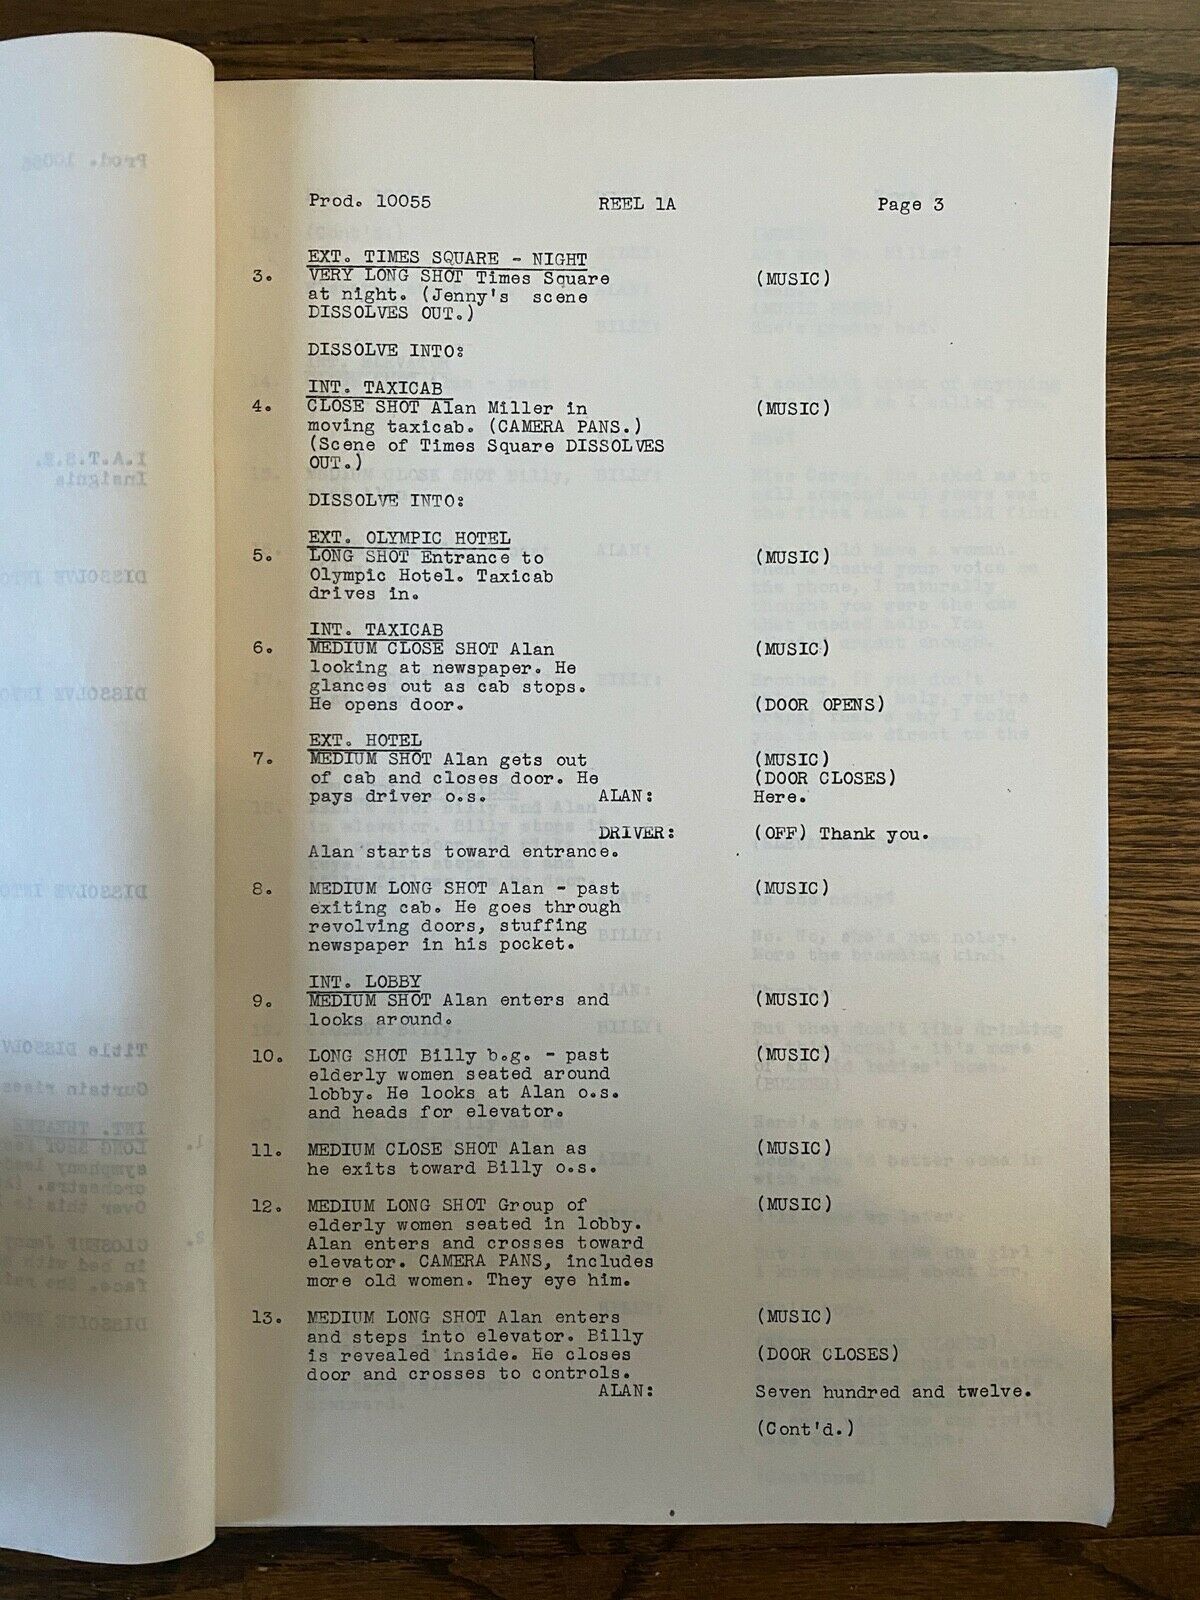 Prod. 10055 REEL 1A Page 3
EXT. TIMES SQUARE - NIGHT
3. VERY LONG SHOT Times Square (MUSIC)
at night. (Jenny's scene
DISSOLVES OUT.)
DISSOLVE INTO:
INT. TAXICAB
4. CLOSE SHOT Alan Miller in (MUSIC)
moving taxicab. (CAMERA PANS.)
(Scene of Times Square DISSOLVES
OUT.)
DISSOLVE INTO:
EXT. OLYMPIC HOTEL
5. LONG SHOT Entrance to (MUSIC)
Olympic Hotel. Taxicab
drives in.
INT. TAXICAB
6. MEDIUM CLOSE SHOT Alan (MUSIC)
looking at newspaper. He
glances out as cab stops.
He opens door. (DOOR OPENS)
EXT. HOTEL
7. MEDIUM SHOT Alan gets out (MUSIC)
of cab and closes door. He (DOOR CLOSES)
pays driver o.s. ALAN: Here.
DRIVER: (OFF) Thank you.
Alan starts toward entrance.
8. MEDIUM LONG SHOT Alan - past (MUSIC)
exiting cab. He goes through
revolving doors, stuffing
newspaper in his pocket.
INT. LOBBY
9. MEDIUM SHOT Alan enters and (MUSIC)
looks around.
10. LONG SHOT Billy b.g. - past (MUSIC)
elderly women seated around
lobby. He looks at Alan o.s.
and heads for elevator.
11. MEDIUM CLOSE SHOT Alan as (MUSIC)
he exits toward Billy o.s.
12. MEDIUM LONG SHOT Group of (MUSIC)
elderly women seated in lobby.
Alan enters and crosses toward
elevator. CAMERA PANS, includes
more old women. They eye him.
13. MEDIUM LONG SHOT Alan enters (MUSIC)
and steps into elevator. Billy
is revealed inside. He closes (DOOR CLOSES)
door and crosses to controls.
ALAN: Seven hundred and twelve.
(Cont'd.)